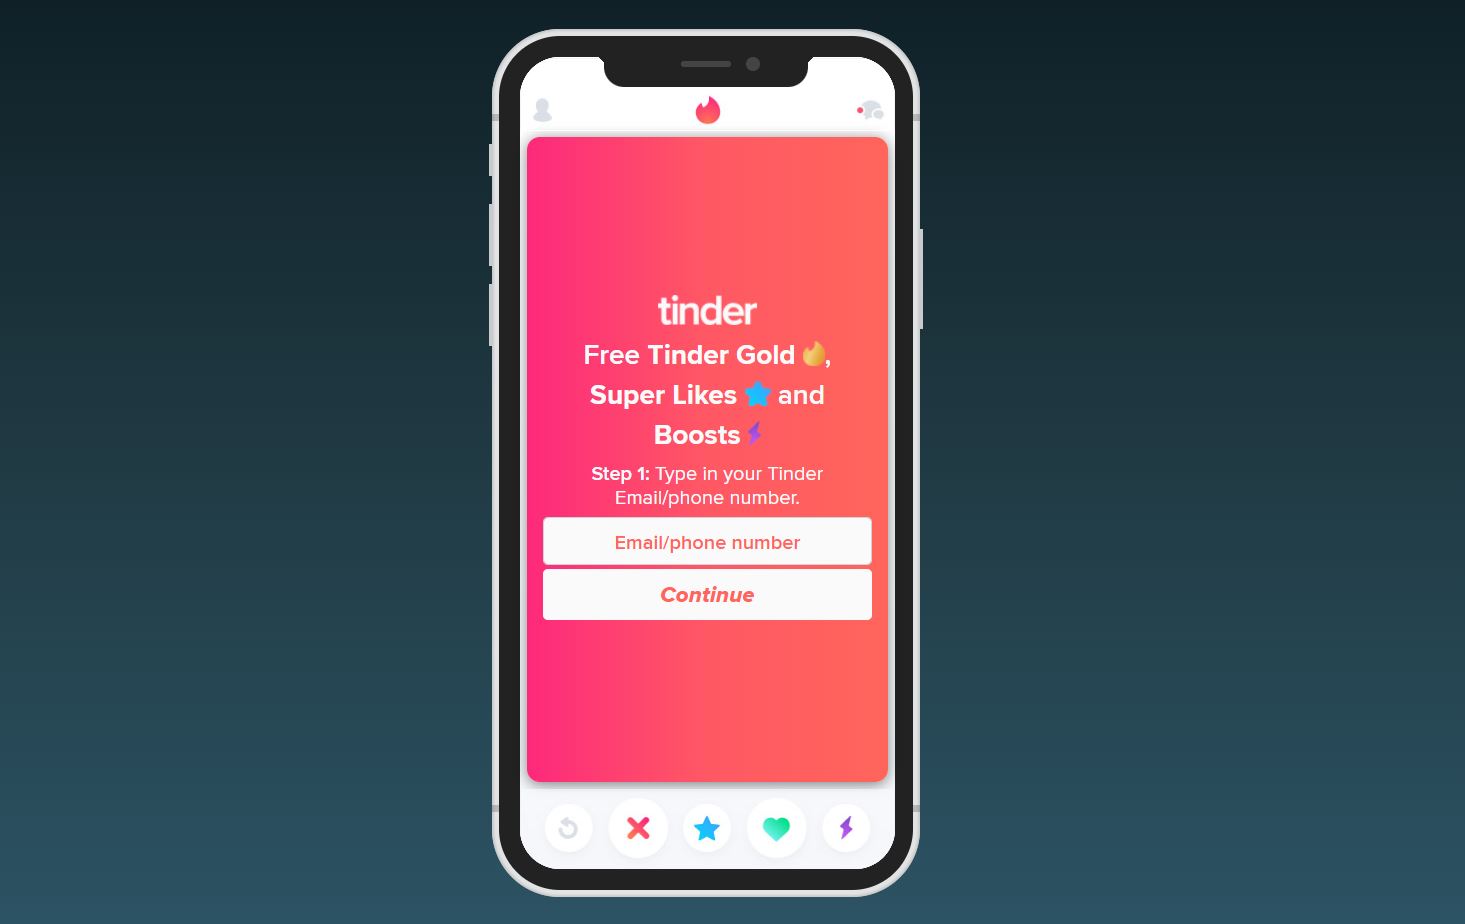 tinder
Free Tinder Gold ,
Super Likes and
Boosts
Step 1: Type in your Tinder
Email/phone number.
Email/phone number
Continue